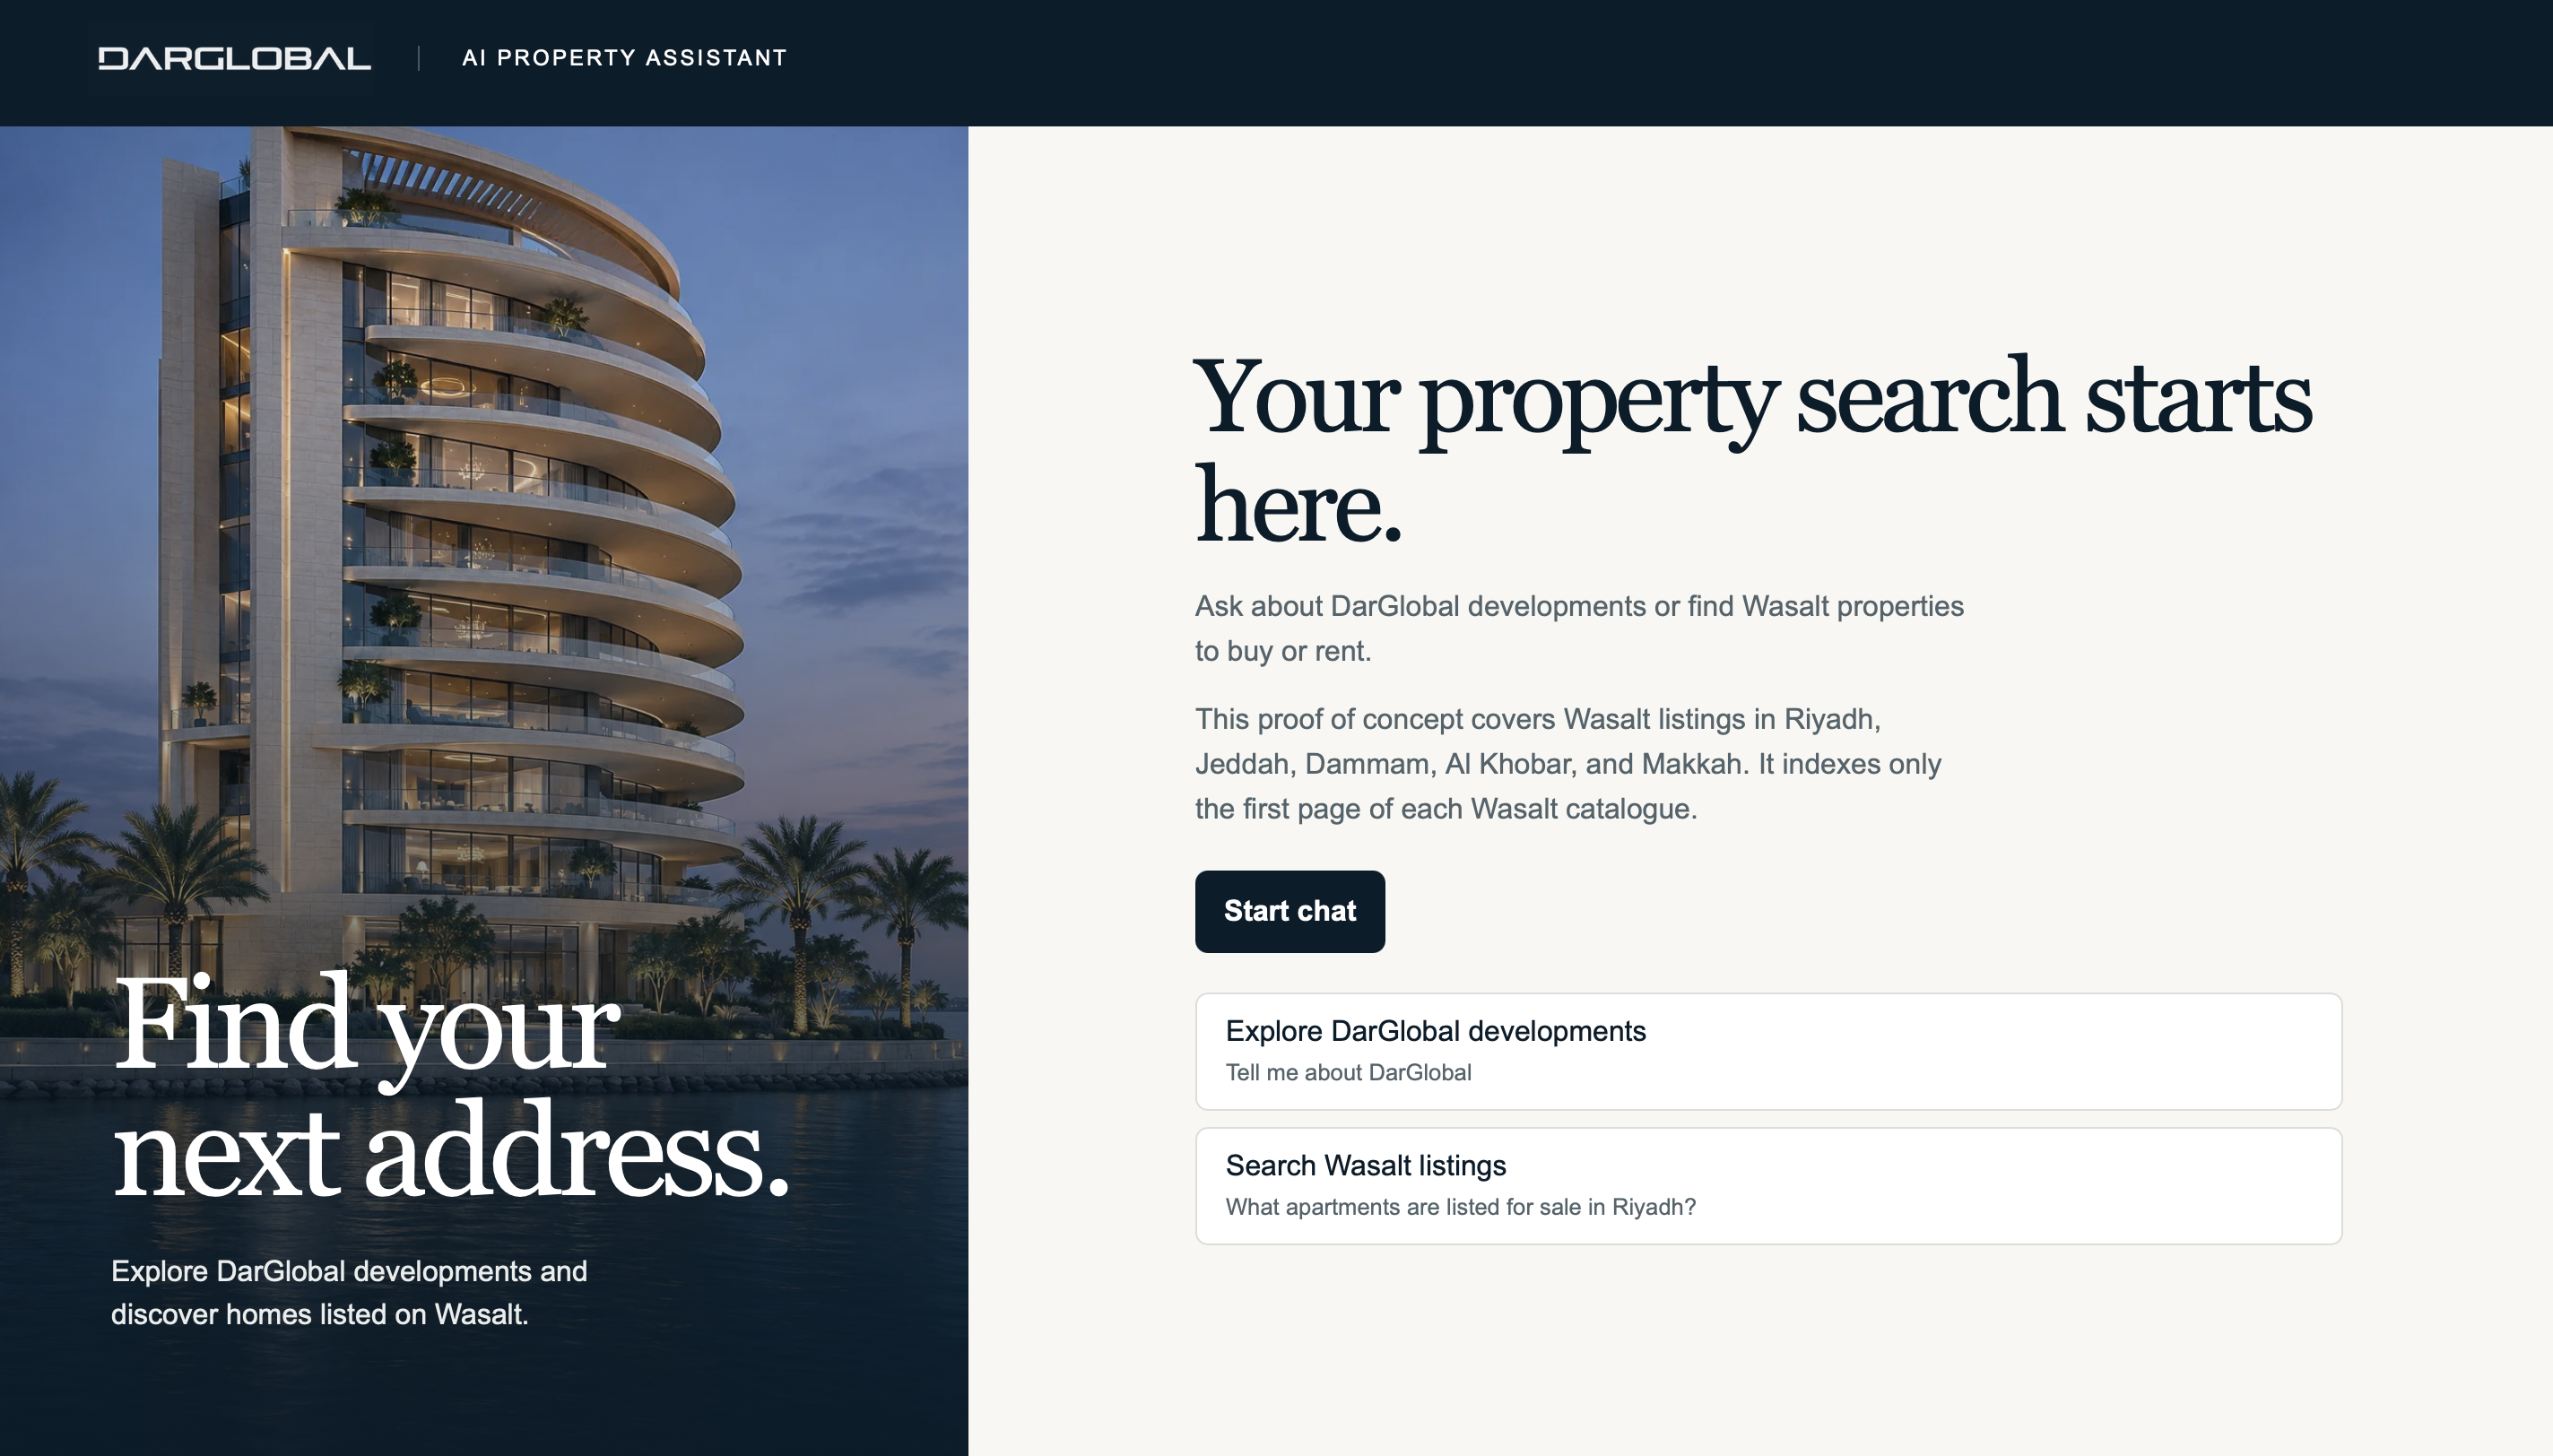 DARGLOBAL
AI PROPERTY ASSISTANT
Find your
next address.
Explore DarGlobal developments and
discover homes listed on Wasalt.
Your property search starts
here.
Ask about DarGlobal developments or find Wasalt properties
to buy or rent.
This proof of concept covers Wasalt listings in Riyadh,
Jeddah, Dammam, Al Khobar, and Makkah. It indexes only
the first page of each Wasalt catalogue.
Start chat
Explore DarGlobal developments
Tell me about DarGlobal
Search Wasalt listings
What apartments are listed for sale in Riyadh?